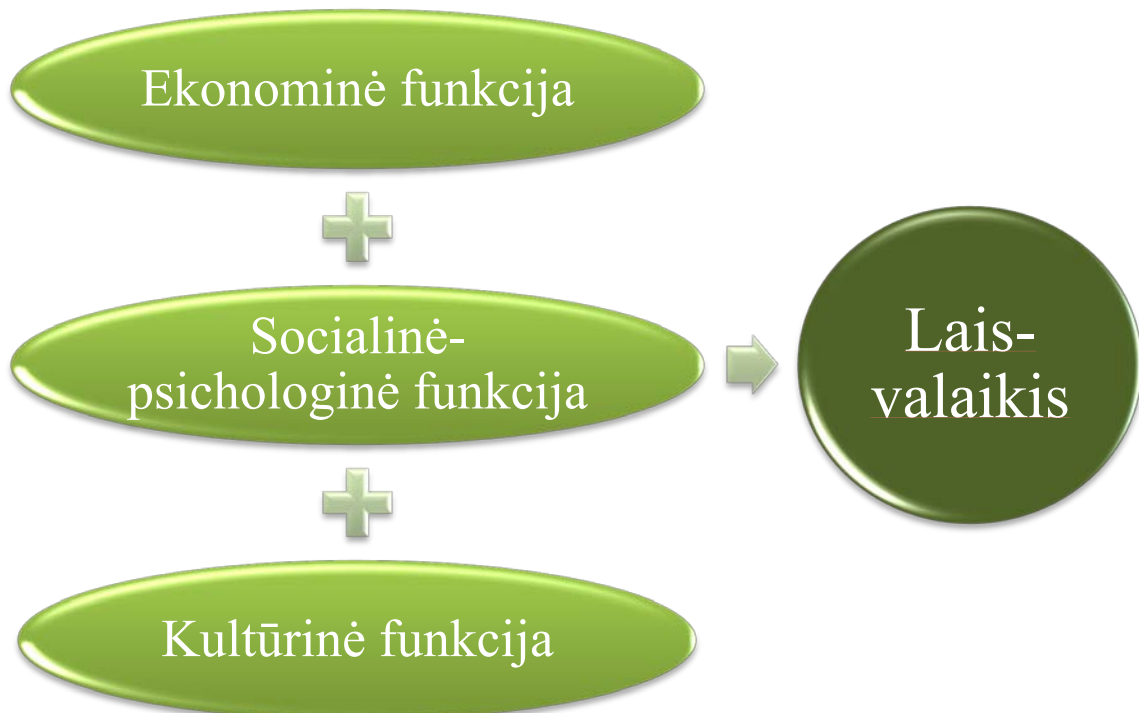 Ekonominė funkcija
Socialinė-
psichologinė funkcija
Kultūrinė funkcija
Lais-
valaikis